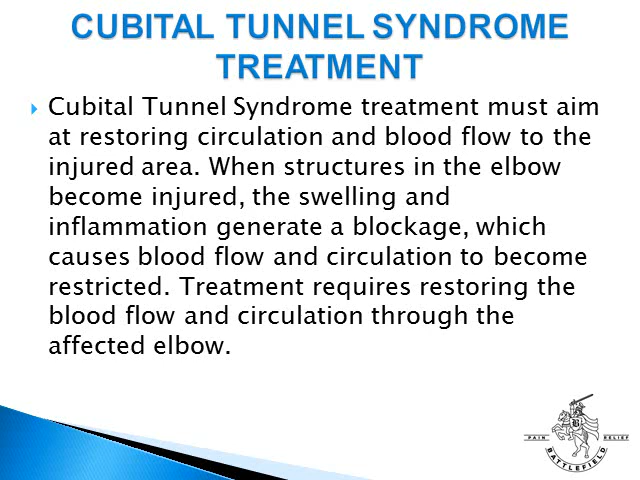 CUBITAL TUNNEL SYNDROME
TREATMENT
Cubital Tunnel Syndrome treatment must aim
at restoring circulation and blood flow to the
injured area. When structures in the elbow
become injured, the swelling and
inflammation generate a blockage, which
causes blood flow and circulation to become
restricted. Treatment requires restoring the
blood flow and circulation through the
affected elbow.
B
PAIN RELIEF
BATTLEFIELD